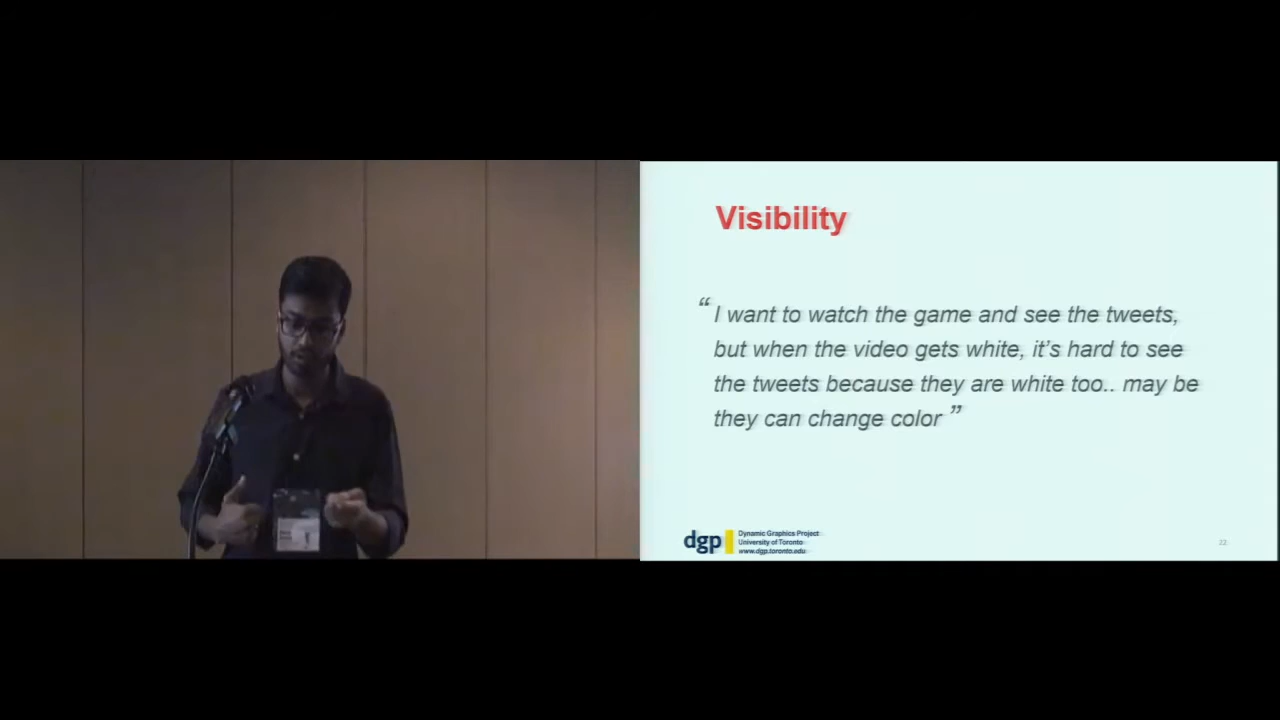 Visibility
“ I want to watch the game and see the tweets,
but when the video gets white, it’s hard to see
the tweets because they are white too.. may be
they can change color ”
dgp
Dynamic Graphics Project
University of Toronto
www.dgp.toronto.edu
22